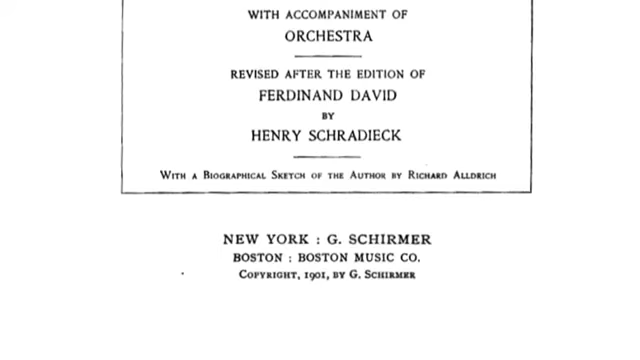 WITH ACCOMPANIMENT OF
ORCHESTRA
REVISED AFTER THE EDITION OF
FERDINAND DAVID
BY
HENRY SCHRADIECK
WITH A BIOGRAPHICAL SKETCH OF THE AUTHOR BY RICHARD ALLDRICH
NEW YORK : G. SCHIRMER
BOSTON : BOSTON MUSIC CO.
COPYRIGHT, 1901, BY G. SCHIRMER